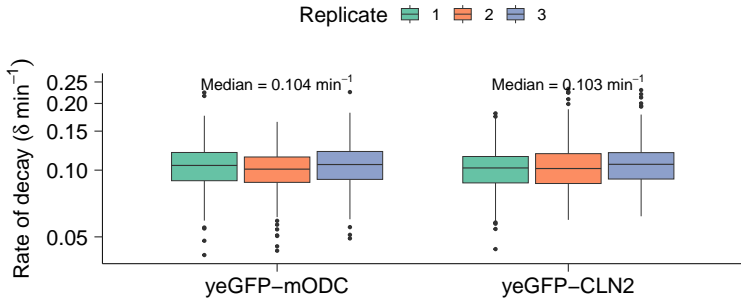 Replicate 1 2 3
Rate of decay (δ min⁻¹)
0.25
0.20
0.15
0.10
0.05
Median = 0.104 min⁻¹
Median = 0.103 min⁻¹
yeGFP−mODC
yeGFP−CLN2